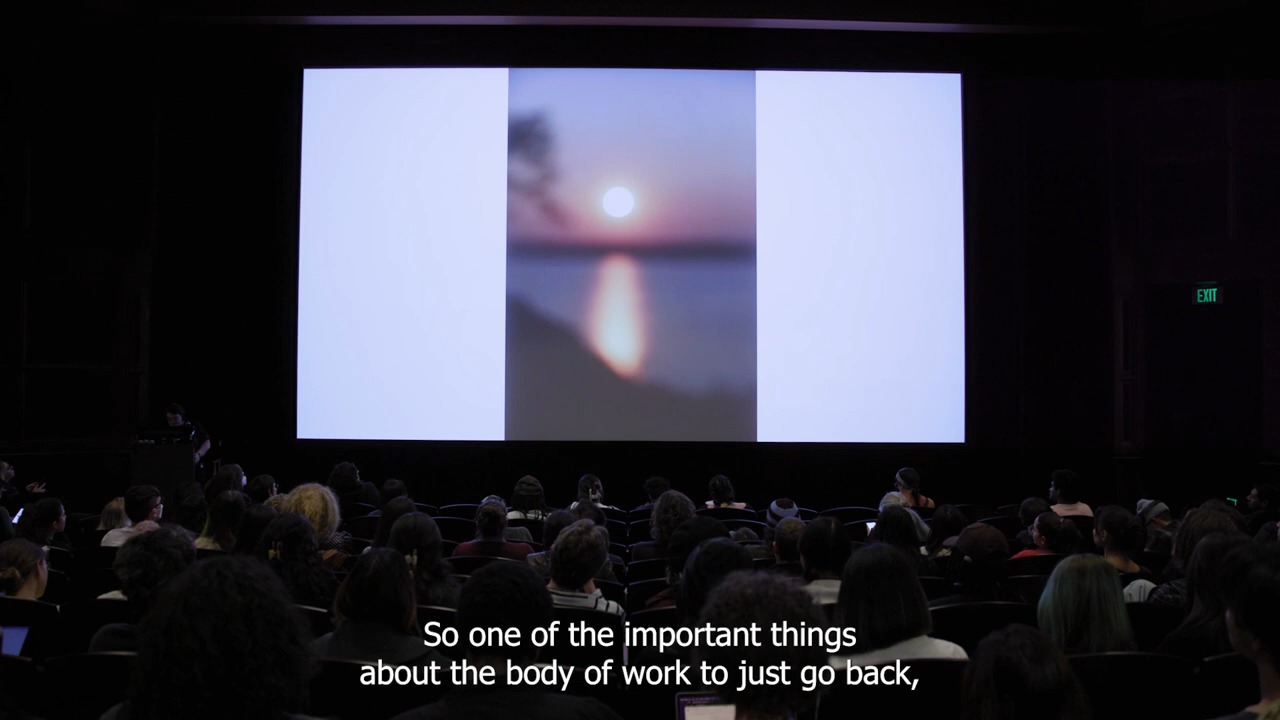 EXIT
So one of the important things
about the body of work to just go back,